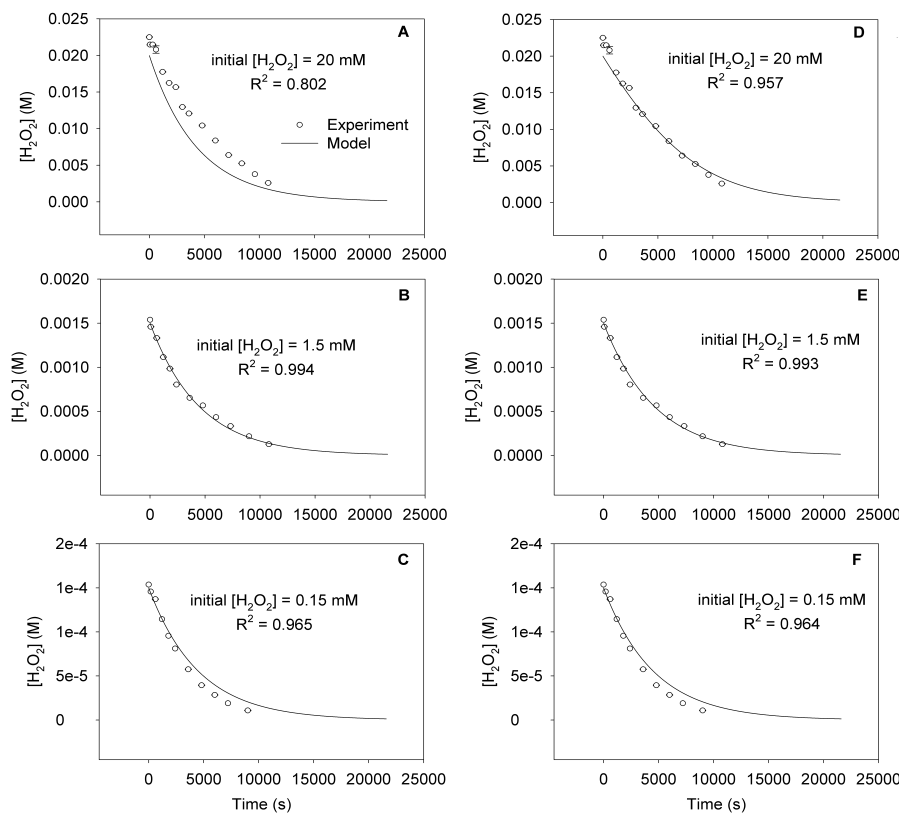 A
0.025
0.020
0.015
0.010
0.005
0.000
[H₂O₂] (M)
initial [H₂O₂] = 20 mM
R² = 0.802
Experiment
Model
0 5000 10000 15000 20000 25000
D
0.025
0.020
0.015
0.010
0.005
0.000
[H₂O₂] (M)
initial [H₂O₂] = 20 mM
R² = 0.957
0 5000 10000 15000 20000 25000
B
0.0020
0.0015
0.0010
0.0005
0.0000
[H₂O₂] (M)
initial [H₂O₂] = 1.5 mM
R² = 0.994
0 5000 10000 15000 20000 25000
E
0.0020
0.0015
0.0010
0.0005
0.0000
[H₂O₂] (M)
initial [H₂O₂] = 1.5 mM
R² = 0.993
0 5000 10000 15000 20000 25000
C
2e-4
1e-4
1e-4
5e-5
0
[H₂O₂] (M)
initial [H₂O₂] = 0.15 mM
R² = 0.965
0 5000 10000 15000 20000 25000
Time (s)
F
2e-4
1e-4
1e-4
5e-5
0
[H₂O₂] (M)
initial [H₂O₂] = 0.15 mM
R² = 0.964
0 5000 10000 15000 20000 25000
Time (s)